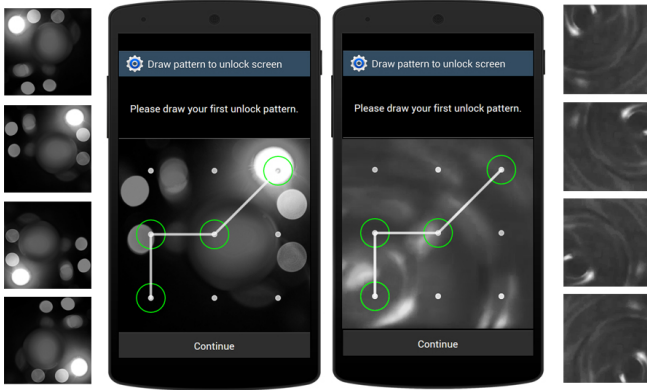 Draw pattern to unlock screen
Please draw your first unlock pattern.
Continue
Draw pattern to unlock screen
Please draw your first unlock pattern.
Continue